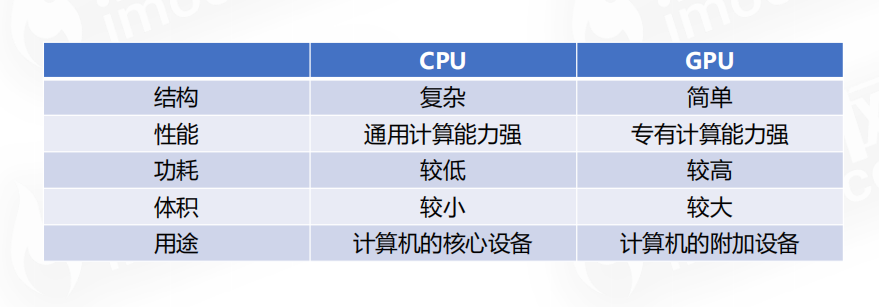 CPU GPU
结构 复杂 简单
性能 通用计算能力强 专有计算能力强
功耗 较低 较高
体积 较小 较大
用途 计算机的核心设备 计算机的附加设备